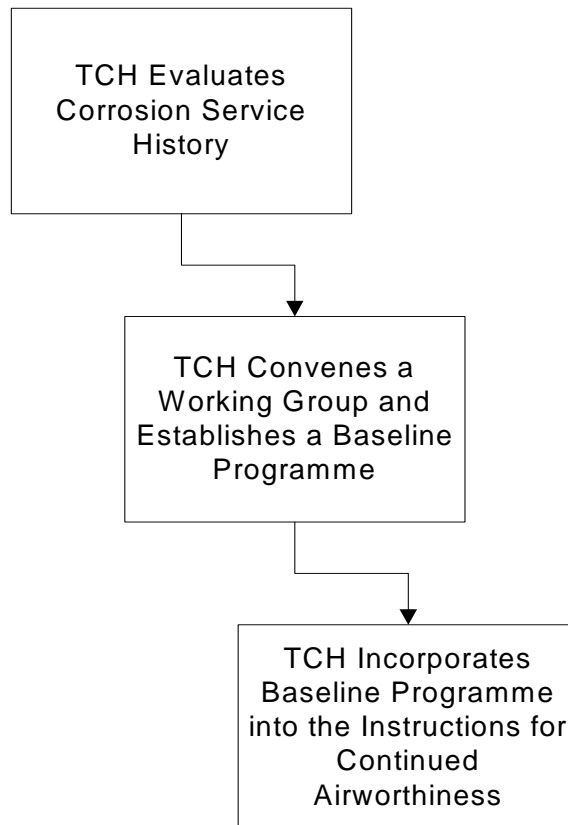 TCH Evaluates
Corrosion Service
History
TCH Convenes a
Working Group and
Establishes a Baseline
Programme
TCH Incorporates
Baseline Programme
into the Instructions for
Continued
Airworthiness